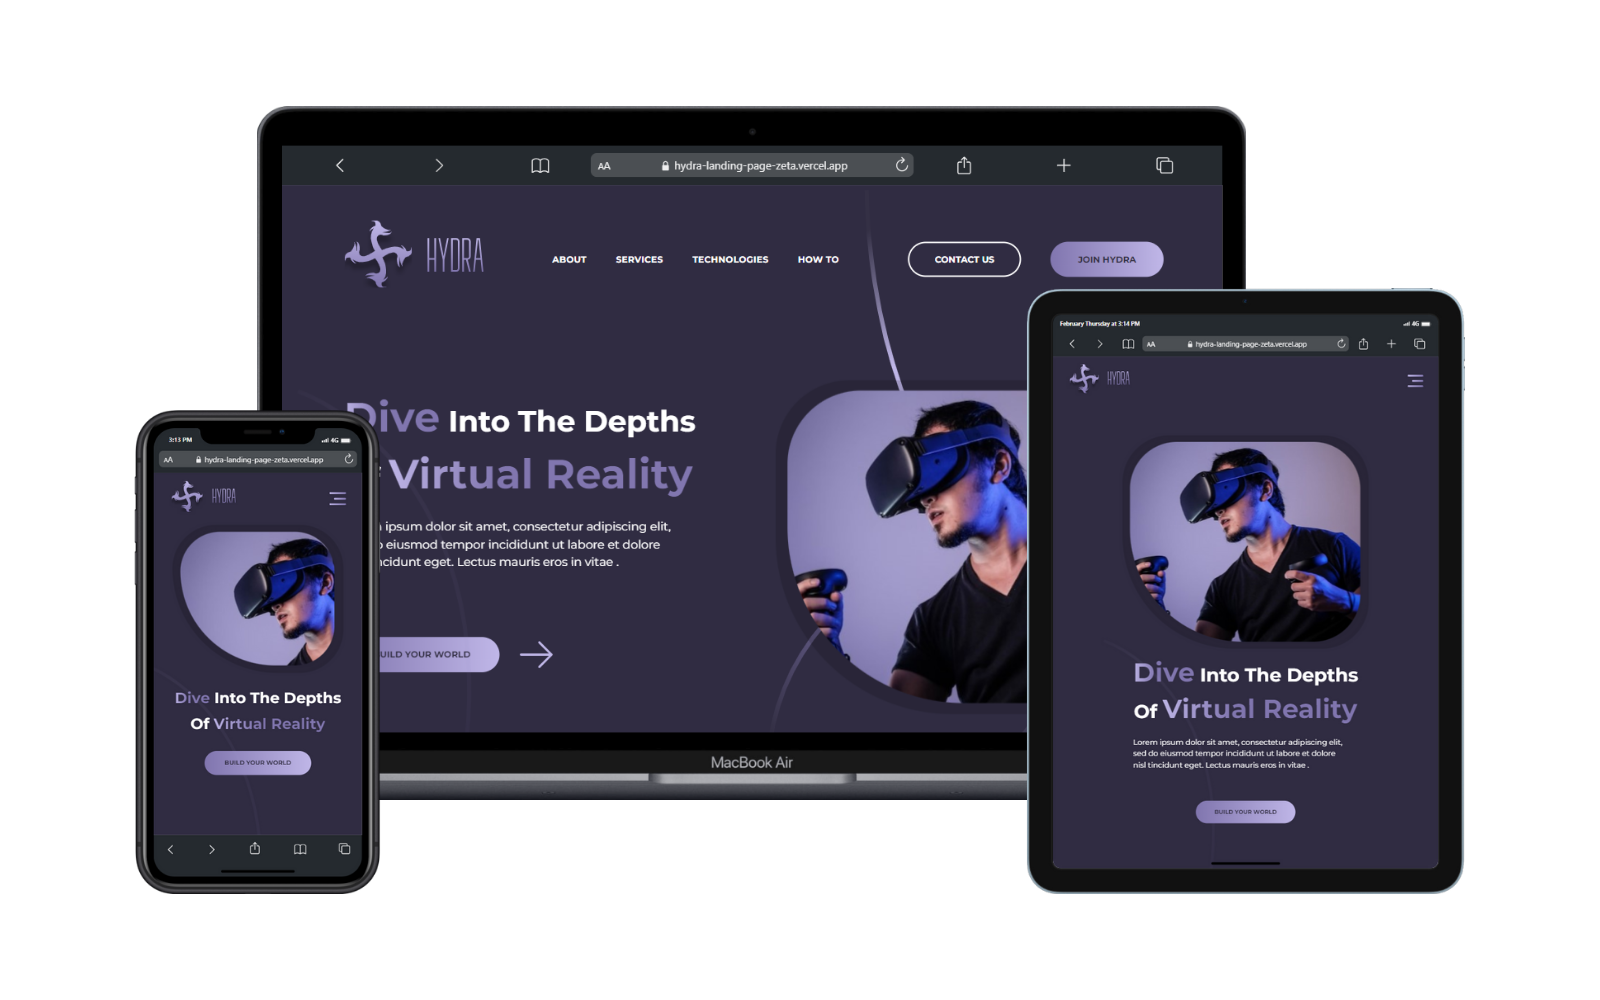 AA hydra-landing-page-zeta.vercel.app
HYDRA ABOUT SERVICES TECHNOLOGIES HOW TO CONTACT US JOIN HYDRA
Dive Into The Depths
Virtual Reality
ipsum dolor sit amet, consectetur adipiscing elit,
eiusmod tempor incididunt ut labore et dolore
Lectus mauris eros in vitae .
YOUR WORLD
MacBook Air
3:13 PM 4G
AA hydra-landing-page-zeta.vercel.app
HYDRA
Dive Into The Depths
Of Virtual Reality
BUILD YOUR WORLD
February Thursday at 3:14 PM 4G
AA hydra-landing-page-zeta.vercel.app
HYDRA
Dive Into The Depths
Of Virtual Reality
Lorem ipsum dolor sit amet, consectetur adipiscing elit,
sed do eiusmod tempor incididunt ut labore et dolore
nisl tincidunt eget. Lectus mauris eros in vitae .
BUILD YOUR WORLD